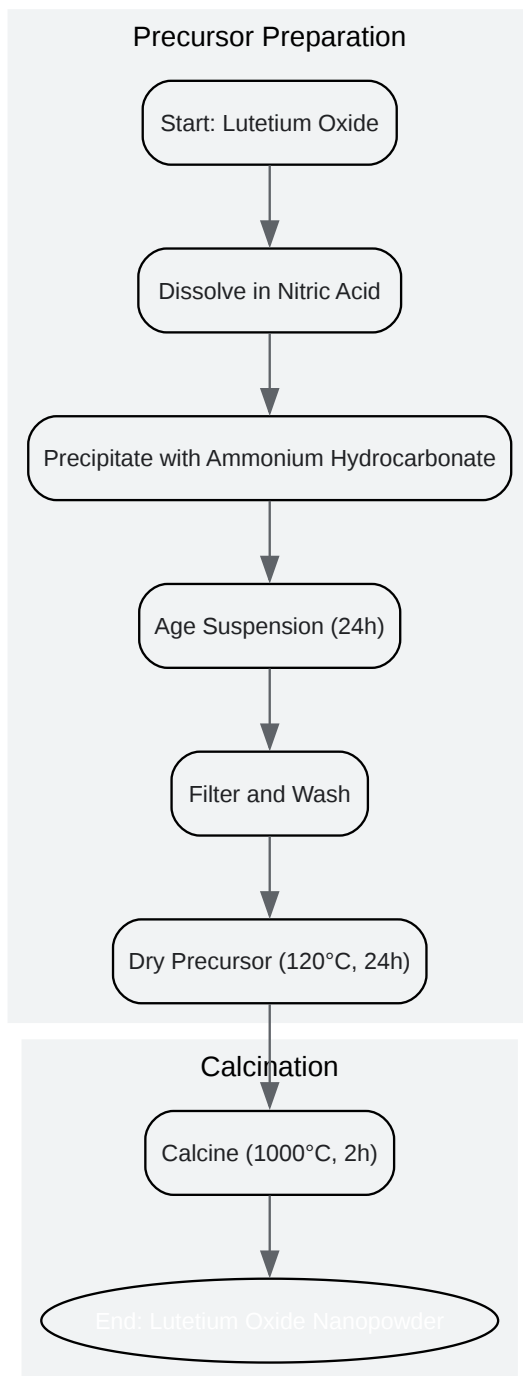 Precursor Preparation
Start: Lutetium Oxide
Dissolve in Nitric Acid
Precipitate with Ammonium Hydrocarbonate
Age Suspension (24h)
Filter and Wash
Dry Precursor (120°C, 24h)
Calcination
Calcine (1000°C, 2h)
End: Lutetium Oxide Nanopowder